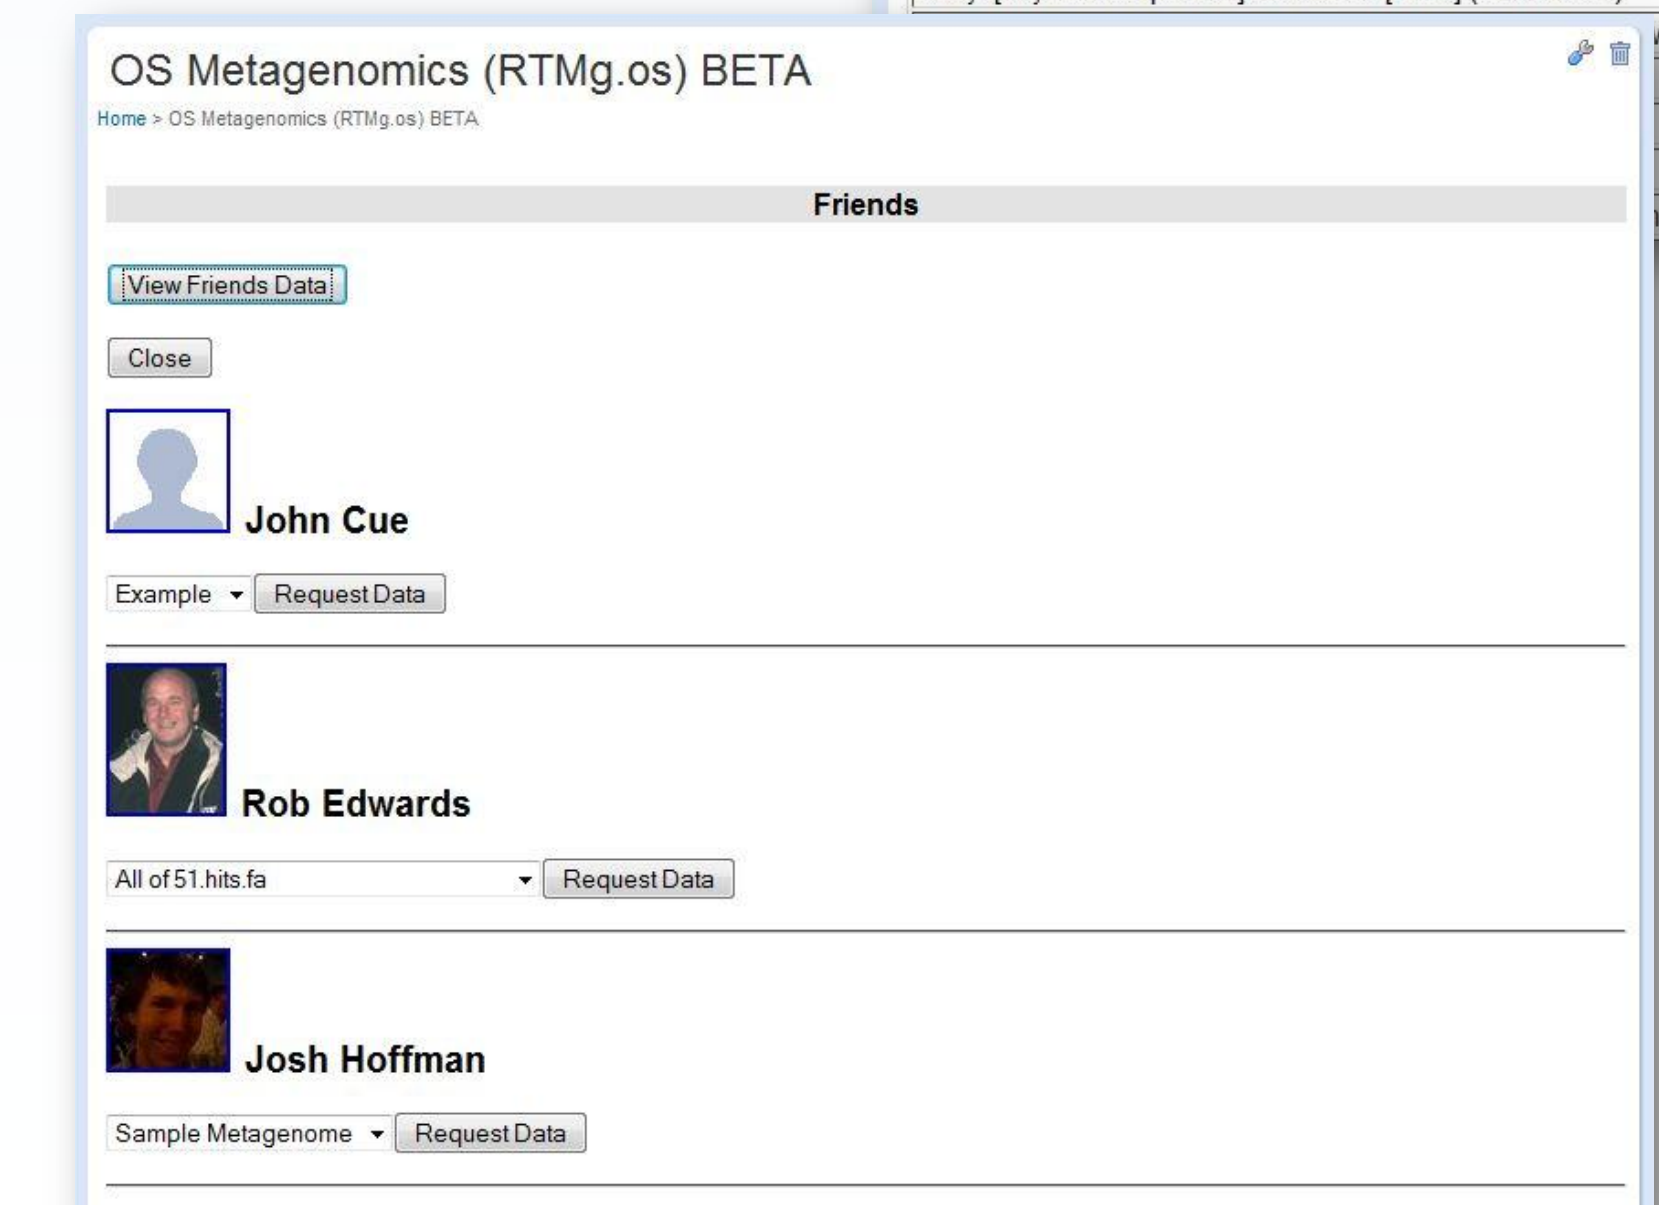 OS Metagenomics (RTMg.os) BETA
Home > OS Metagenomics (RTMg.os) BETA
Friends
View Friends Data
Close
John Cue
Example Request Data
Rob Edwards
All of 51.hits.fa Request Data
Josh Hoffman
Sample Metagenome Request Data